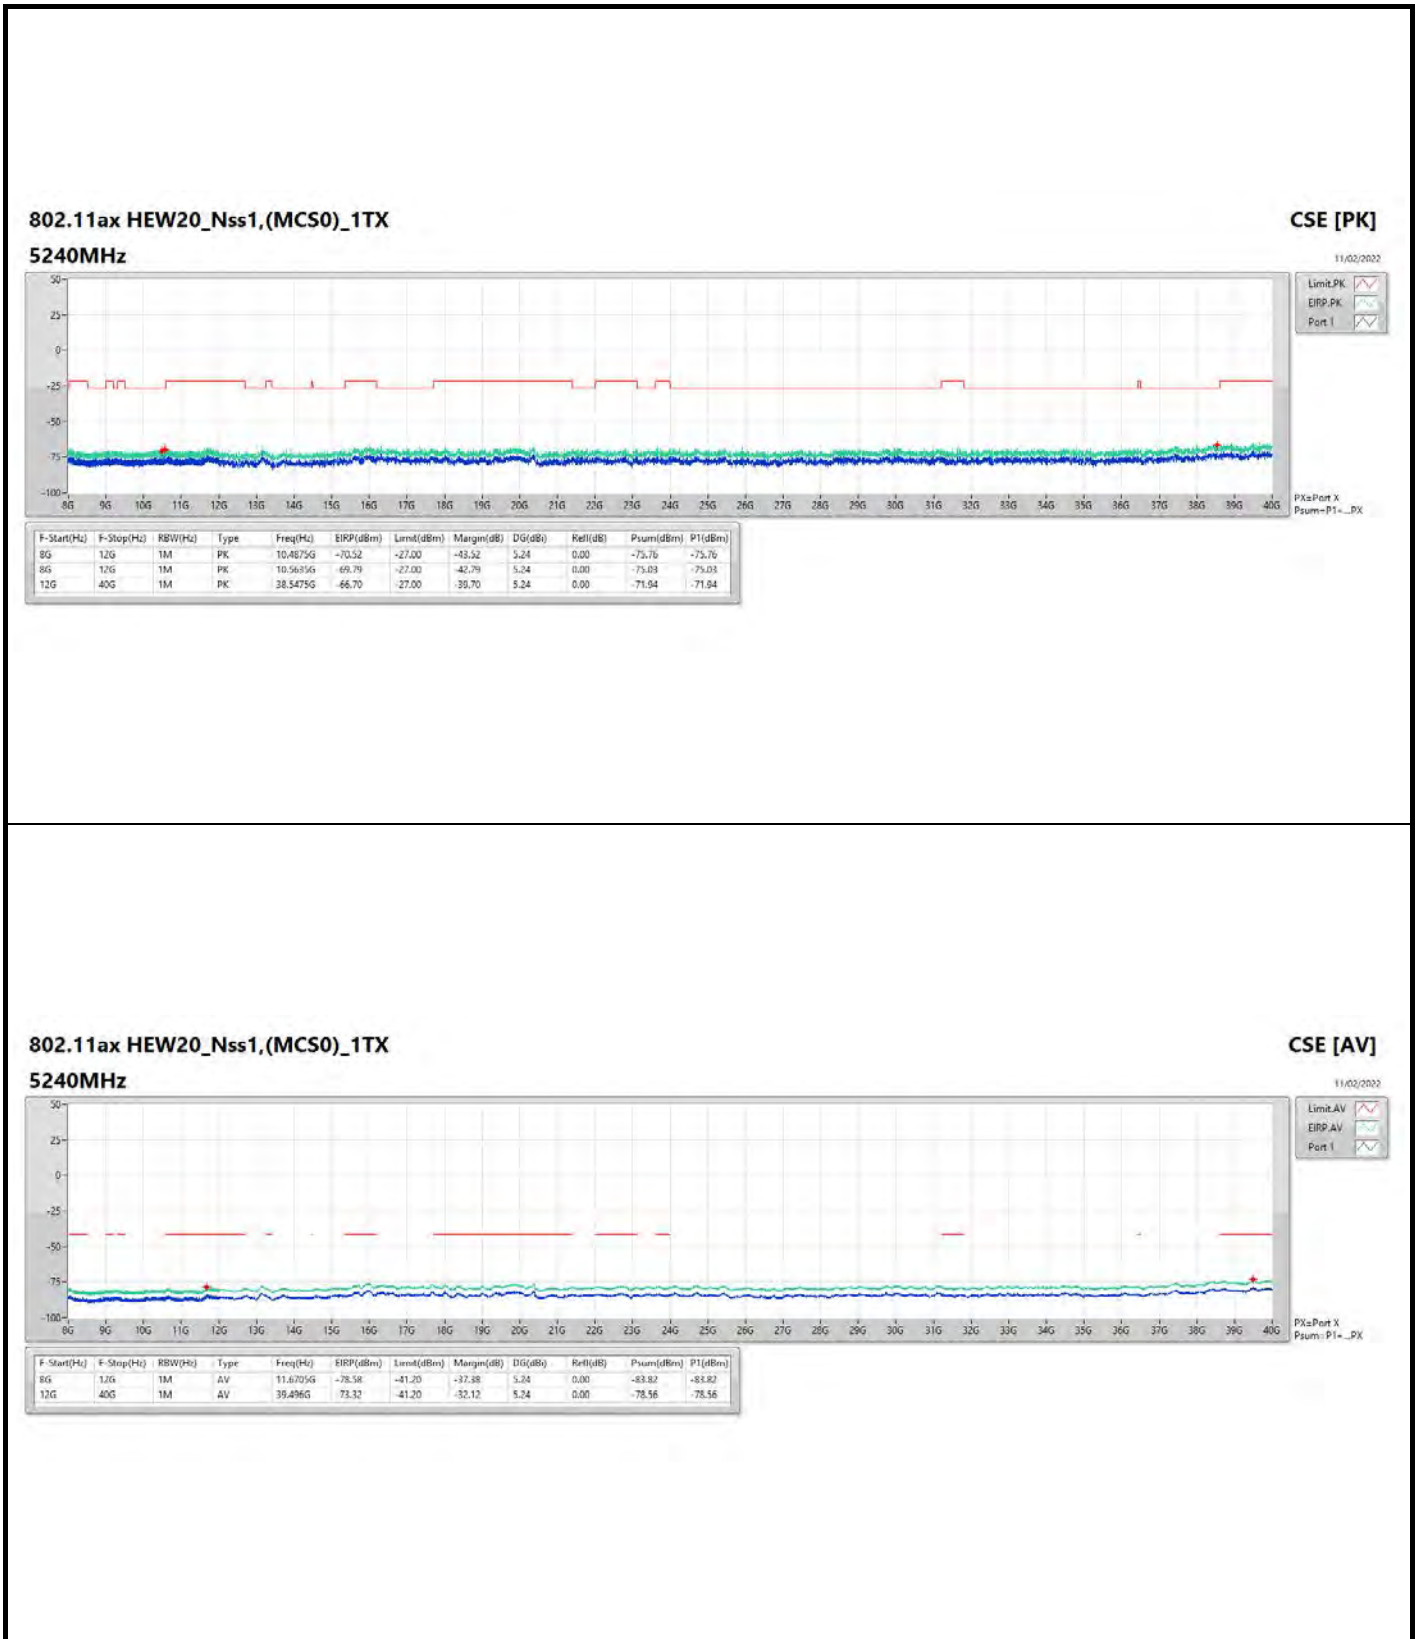 802.11ax HEW20_Nss1,(MCS0)_1TX
CSE [PK]
5240MHz
11/02/2022
50
25
0
-25
-50
-75
-100
8G 9G 10G 11G 12G 13G 14G 15G 16G 17G 18G 19G 20G 21G 22G 23G 24G 25G 26G 27G 28G 29G 30G 31G 32G 33G 34G 35G 36G 37G 38G 39G 40G
Limit.PK
EIRP.PK
Port 1
PX=Port X
Psum=P1+...PX
F-Start(Hz) F-Stop(Hz) RBW(Hz) Type Freq(Hz) EIRP(dBm) Limit(dBm) Margin(dB) DG(dBi) Refl(dB) Psum(dBm) P1(dBm)
8G 12G 1M PK 10.4875G -70.52 -27.00 -43.52 5.24 0.00 -75.76 -75.76
8G 12G 1M PK 10.5635G -69.79 -27.00 -42.79 5.24 0.00 -75.03 -75.03
12G 40G 1M PK 38.5475G -66.70 -27.00 -39.70 5.24 0.00 -71.94 -71.94
802.11ax HEW20_Nss1,(MCS0)_1TX
CSE [AV]
5240MHz
11/02/2022
50
25
0
-25
-50
-75
-100
8G 9G 10G 11G 12G 13G 14G 15G 16G 17G 18G 19G 20G 21G 22G 23G 24G 25G 26G 27G 28G 29G 30G 31G 32G 33G 34G 35G 36G 37G 38G 39G 40G
Limit.AV
EIRP.AV
Port 1
PX=Port X
Psum=P1+...PX
F-Start(Hz) F-Stop(Hz) RBW(Hz) Type Freq(Hz) EIRP(dBm) Limit(dBm) Margin(dB) DG(dBi) Refl(dB) Psum(dBm) P1(dBm)
8G 12G 1M AV 11.6705G -78.58 -41.20 -37.38 5.24 0.00 -83.82 -83.82
12G 40G 1M AV 39.496G -73.32 -41.20 -32.12 5.24 0.00 -78.56 -78.56